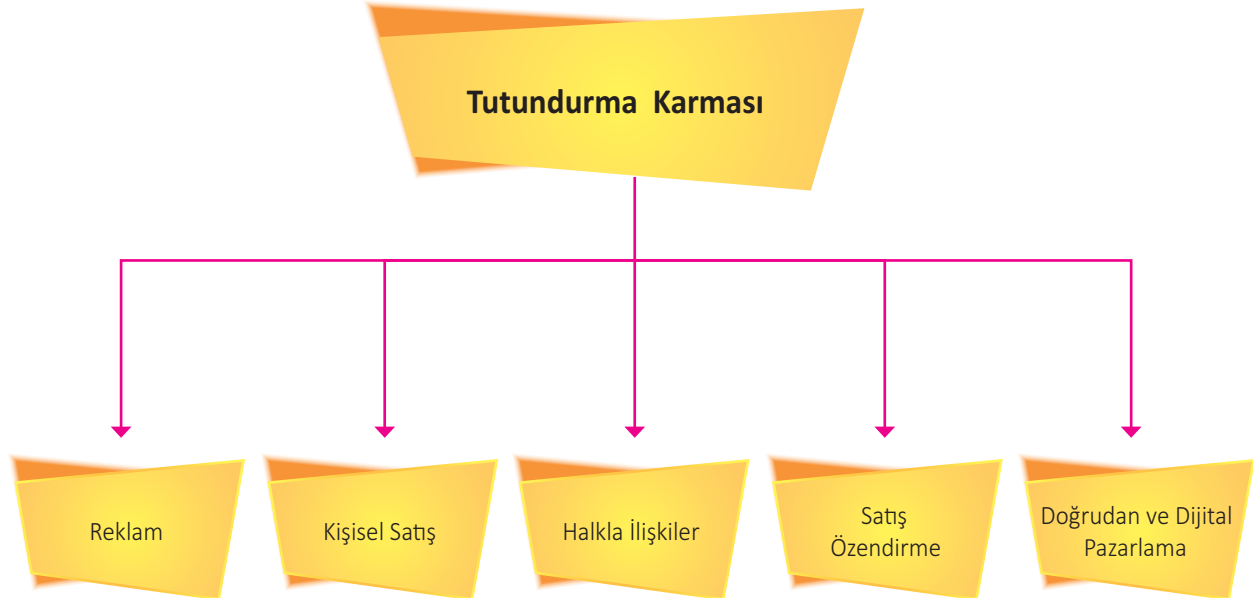 Tutundurma Karması
Reklam
Kişisel Satış
Halkla İlişkiler
Satış
Özendirme
Doğrudan ve Dijital
Pazarlama